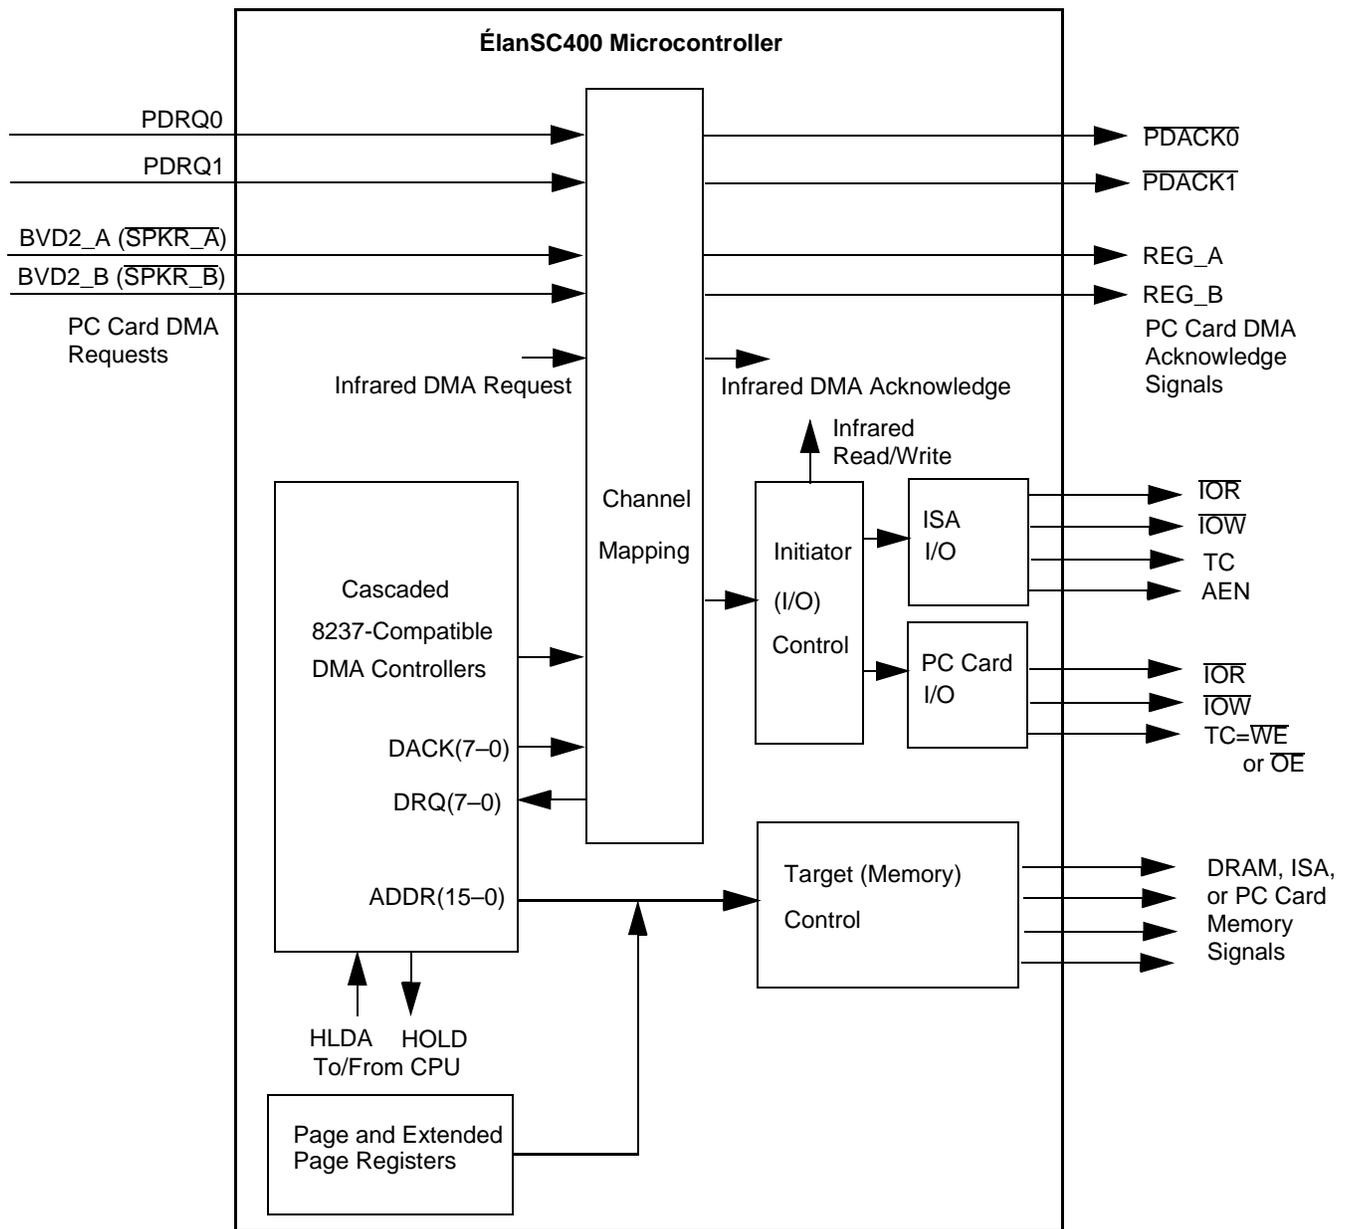 ÉlanSC400 Microcontroller
PDRQ0
PDRQ1
BVD2_A (SPKR_A)
BVD2_B (SPKR_B)
PC Card DMA
Requests
PDACK0
PDACK1
REG_A
REG_B
PC Card DMA
Acknowledge
Signals
Infrared DMA Request
Infrared DMA Acknowledge
Infrared
Read/Write
Channel
Mapping
Cascaded
8237-Compatible
DMA Controllers
DACK(7–0)
DRQ(7–0)
ADDR(15–0)
Initiator
(I/O)
Control
ISA
I/O
IOR
IOW
TC
AEN
PC Card
I/O
IOR
IOW
TC=WE
or OE
Target (Memory)
Control
DRAM, ISA,
or PC Card
Memory
Signals
HLDA HOLD
To/From CPU
Page and Extended
Page Registers